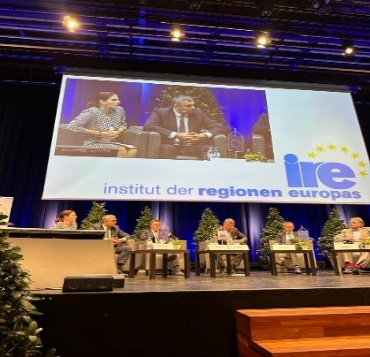 ire
institut der regionen europas